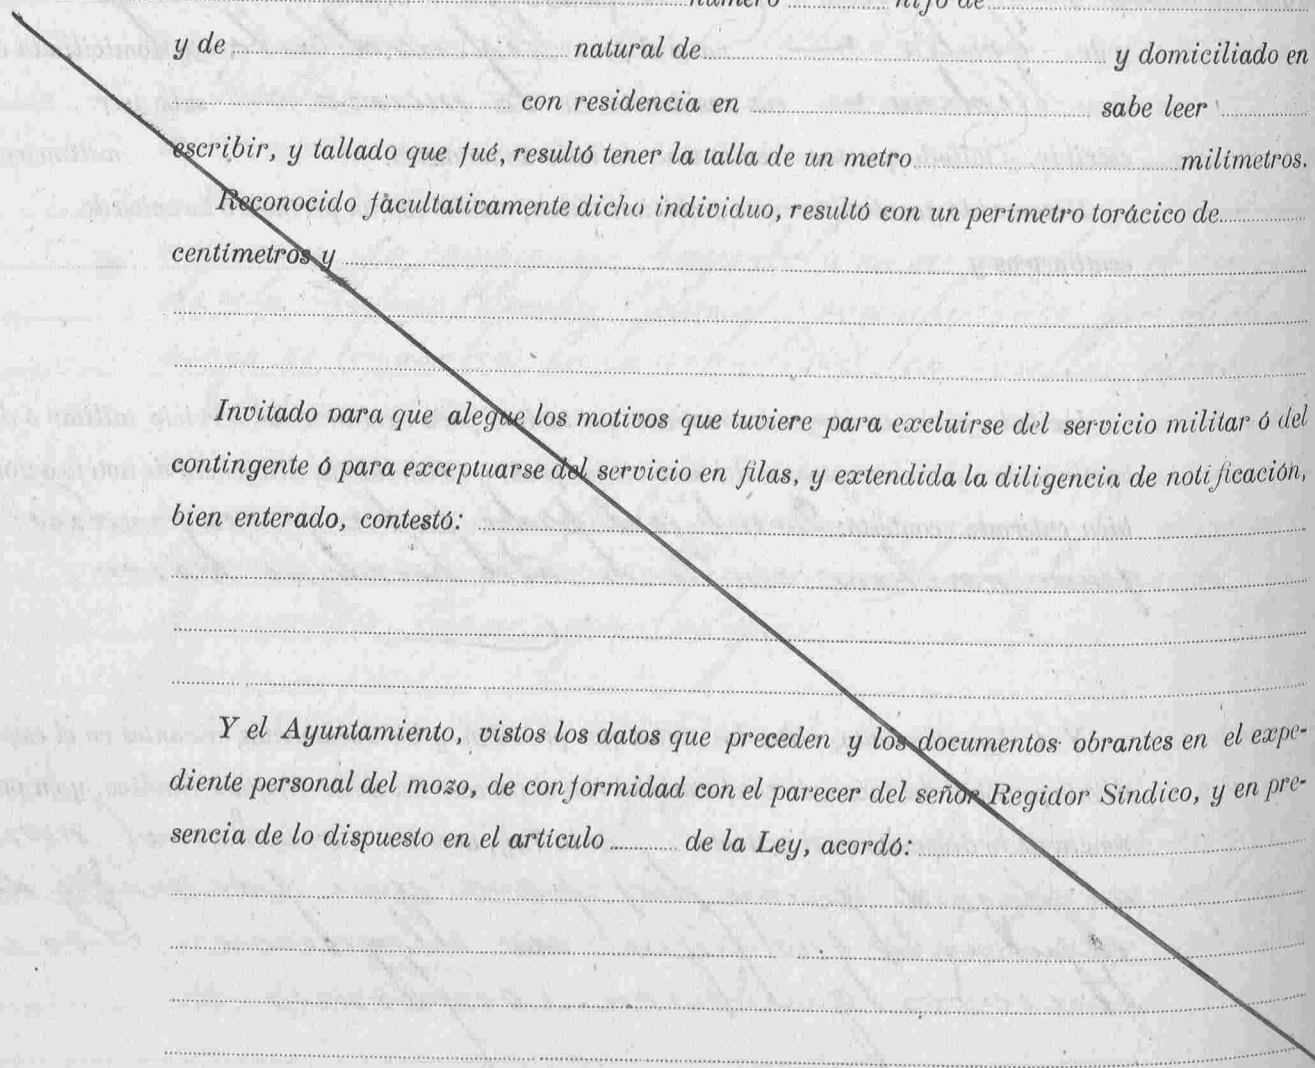 número hijo de
y de natural de y domiciliado en
con residencia en sabe leer
escribir, y tallado que fué, resultó tener la talla de un metro milímetros.
Reconocido facultativamente dicho individuo, resultó con un perímetro torácico de
centímetros y
Invitado para que alegue los motivos que tuviere para excluirse del servicio militar ó del
contingente ó para exceptuarse del servicio en filas, y extendida la diligencia de notificación,
bien enterado, contestó:
Y el Ayuntamiento, vistos los datos que preceden y los documentos obrantes en el expe-
diente personal del mozo, de conformidad con el parecer del señor Regidor Síndico, y en pre-
sencia de lo dispuesto en el artículo de la Ley, acordó: